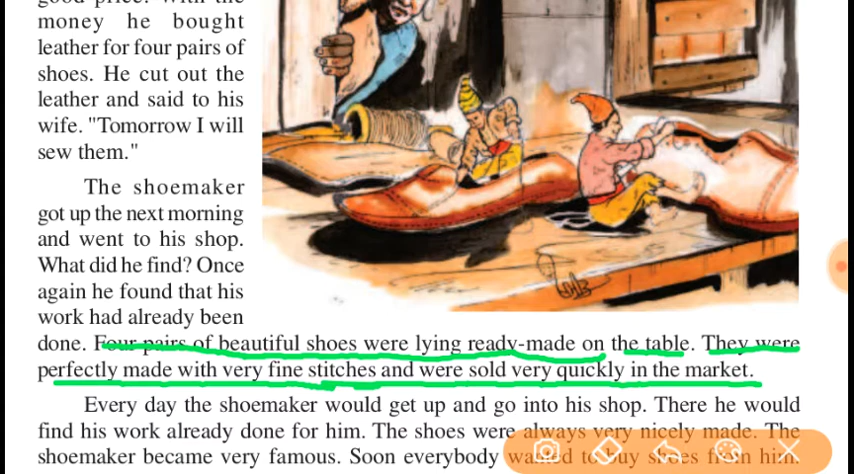 money he bought
leather for four pairs of
shoes. He cut out the
leather and said to his
wife. "Tomorrow I will
sew them."
The shoemaker
got up the next morning
and went to his shop.
What did he find? Once
again he found that his
work had already been
done. Four pairs of beautiful shoes were lying ready-made on the table. They were
perfectly made with very fine stitches and were sold very quickly in the market.
Every day the shoemaker would get up and go into his shop. There he would
find his work already done for him. The shoes were always very nicely made. The
shoemaker became very famous. Soon everybody wanted to buy shoes from him.